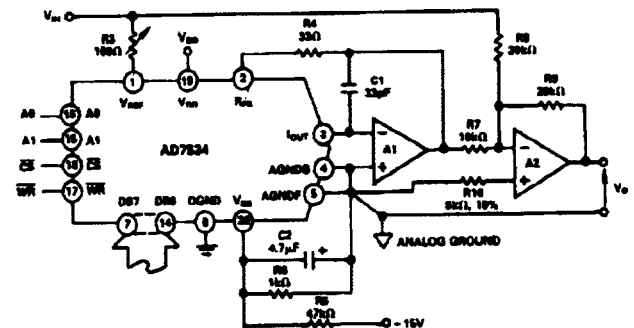 VIN
R3
100Ω
VDD
R4
33Ω
R8
20kΩ
1
19
2
VREF
VDD
RFB
C1
33pF
R9
20kΩ
A0
15
A0
A1
16
A1
CS
18
CS
WR
17
WR
AD7534
IOUT
3
AGNDS
4
AGNDF
5
A1
R7
10kΩ
A2
R10
5kΩ, 10%
VO
DB7
DB0
DGND
VSS
7
14
6
20
C2
4.7μF
ANALOG GROUND
R6
1kΩ
R5
47kΩ
– 15V